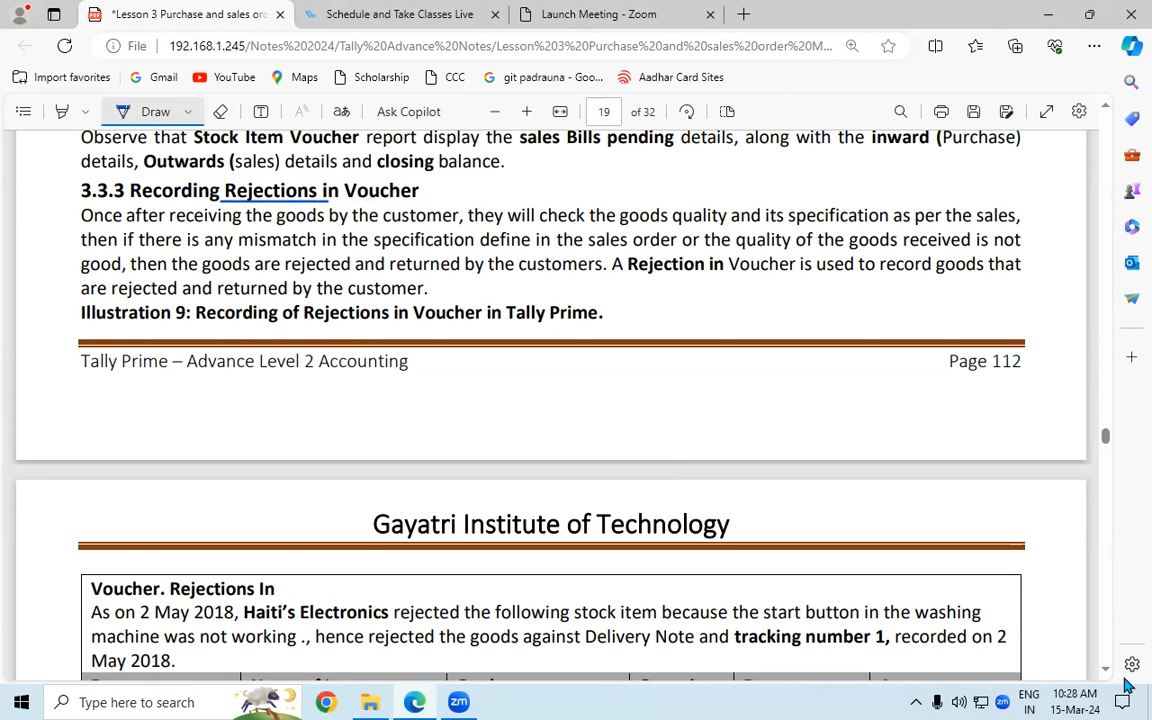 *Lesson 3 Purchase and sales or
Schedule and Take Classes Live
Launch Meeting - Zoom
File
192.168.1.245/Notes%202024/Tally%20Advance%20Notes/Lesson%203%20Purchase%20and%20sales%20order%20M...
Import favorites
Gmail
YouTube
Maps
Scholarship
CCC
git padrauna - Goo...
Aadhar Card Sites
Draw
Ask Copilot
19 of 32
Observe that Stock Item Voucher report display the sales Bills pending details, along with the inward (Purchase)
details, Outwards (sales) details and closing balance.
3.3.3 Recording Rejections in Voucher
Once after receiving the goods by the customer, they will check the goods quality and its specification as per the sales,
then if there is any mismatch in the specification define in the sales order or the quality of the goods received is not
good, then the goods are rejected and returned by the customers. A Rejection in Voucher is used to record goods that
are rejected and returned by the customer.
Illustration 9: Recording of Rejections in Voucher in Tally Prime.
Tally Prime – Advance Level 2 Accounting
Page 112
Gayatri Institute of Technology
Voucher. Rejections In
As on 2 May 2018, Haiti's Electronics rejected the following stock item because the start button in the washing
machine was not working ., hence rejected the goods against Delivery Note and tracking number 1, recorded on 2
May 2018.
Type here to search
ENG
IN
10:28 AM
15-Mar-24